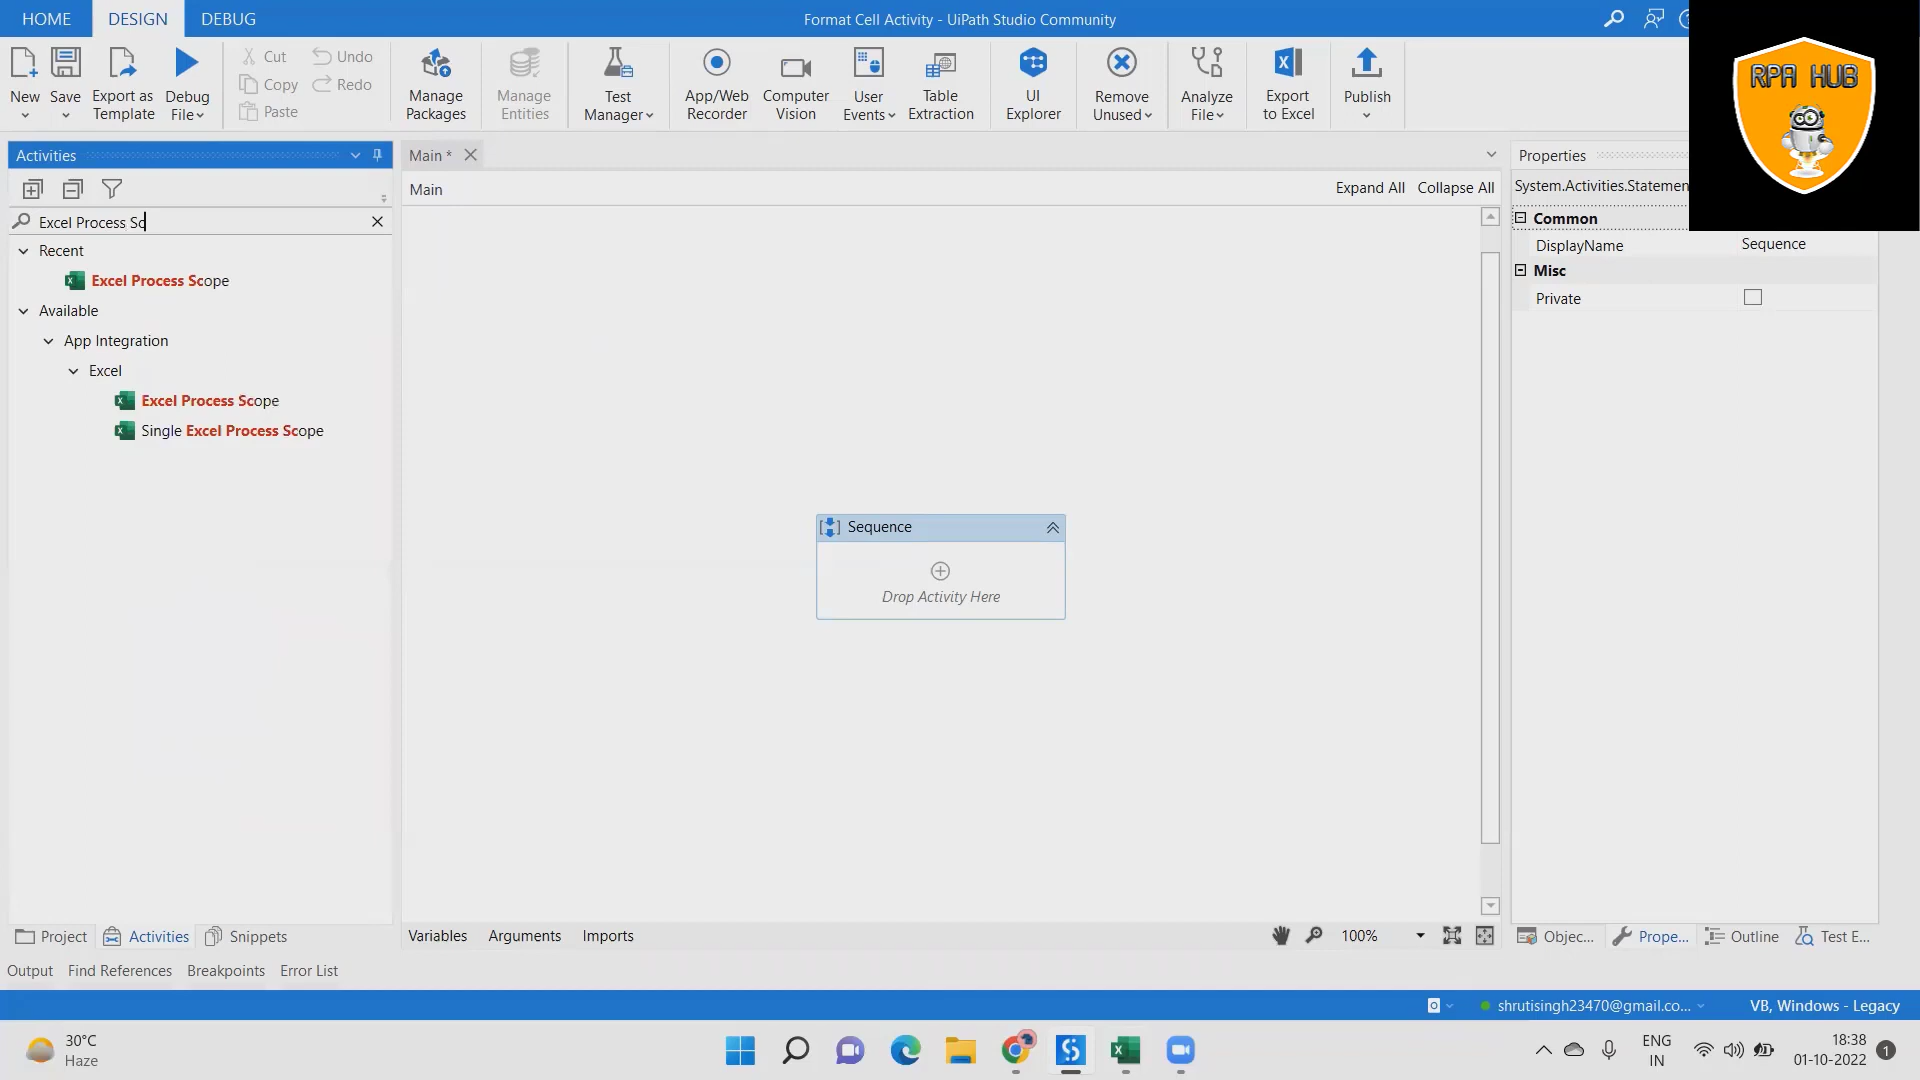 HOME
DESIGN
DEBUG
Format Cell Activity - UiPath Studio Community
New
Save
Export as
Template
Debug
File
Cut
Copy
Paste
Undo
Redo
Manage
Packages
Manage
Entities
Test
Manager
App/Web
Recorder
Computer
Vision
User
Events
Table
Extraction
UI
Explorer
Remove
Unused
Analyze
File
Export
to Excel
Publish
RPA HUB
Activities
Excel Process Sc
Recent
Excel Process Scope
Available
App Integration
Excel
Excel Process Scope
Single Excel Process Scope
Main *
Main
Expand All
Collapse All
Sequence
Drop Activity Here
Properties
System.Activities.Statemen
Common
DisplayName
Sequence
Misc
Private
Project
Activities
Snippets
Variables
Arguments
Imports
100%
Objec...
Prope...
Outline
Test E...
Output
Find References
Breakpoints
Error List
shrutisingh23470@gmail.co...
VB, Windows - Legacy
30°C
Haze
ENG
IN
18:38
01-10-2022
1